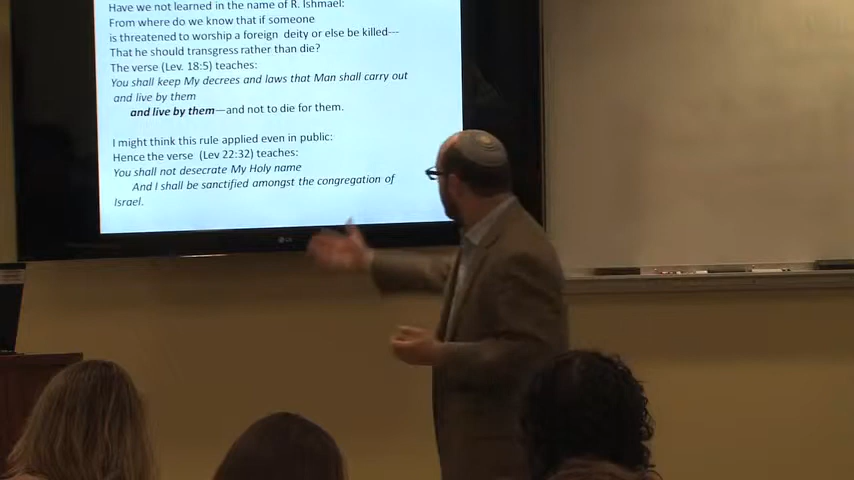 Have we not learned in the name of R. Ishmael:
From where do we know that if someone
is threatened to worship a foreign deity or else be killed---
That he should transgress rather than die?
The verse (Lev. 18:5) teaches:
You shall keep My decrees and laws that Man shall carry out
and live by them
and live by them—and not to die for them.
I might think this rule applied even in public:
Hence the verse (Lev 22:32) teaches:
You shall not desecrate My Holy name
And I shall be sanctified amongst the congregation of
Israel.
LG